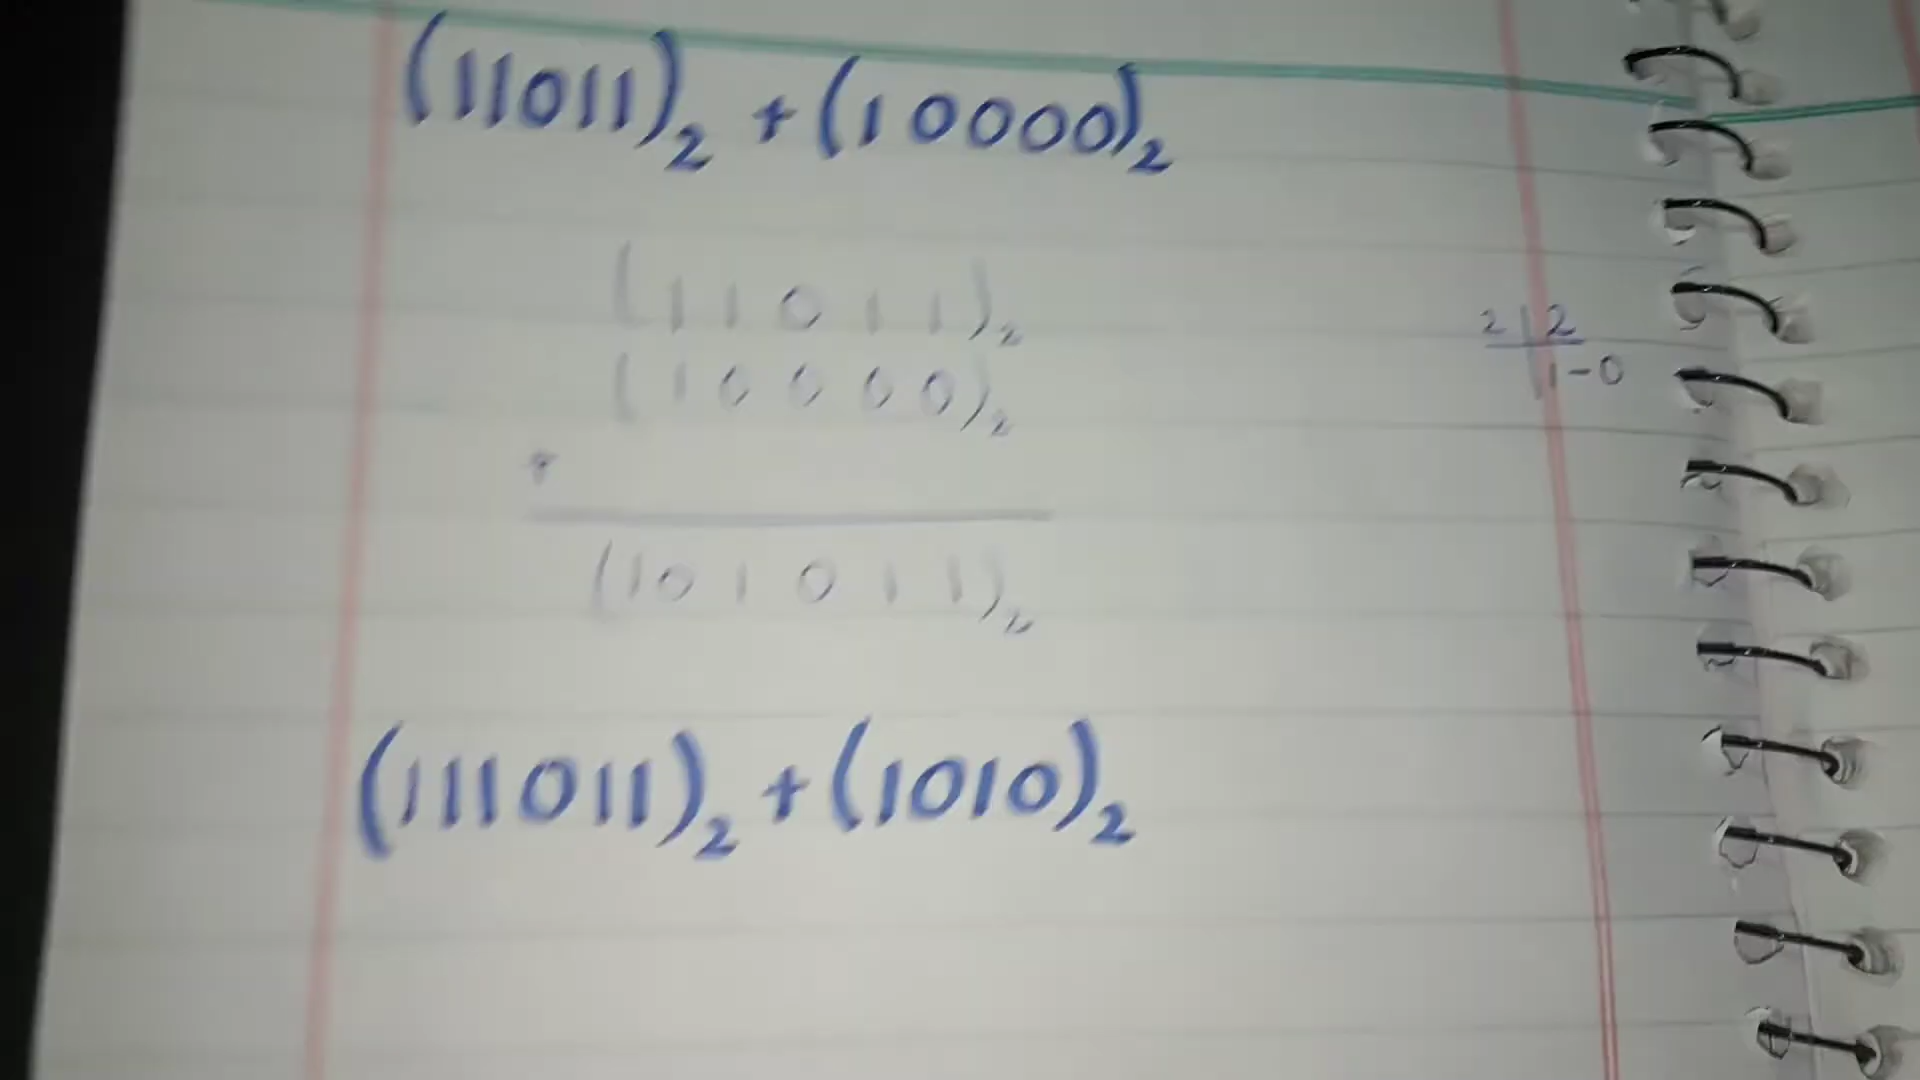 (11011)₂ + (10000)₂
(11011)₂
(10000)₂
+
(101011)₂
2 | 2
1 - 0
(111011)₂ + (1010)₂